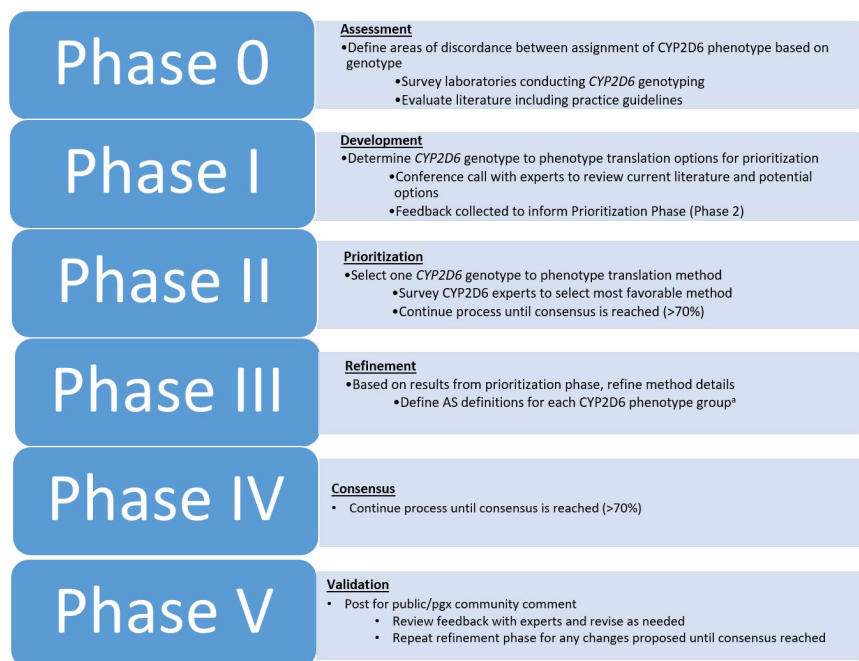 Phase 0
Assessment
•Define areas of discordance between assignment of CYP2D6 phenotype based on
genotype
•Survey laboratories conducting CYP2D6 genotyping
•Evaluate literature including practice guidelines
Phase I
Development
•Determine CYP2D6 genotype to phenotype translation options for prioritization
•Conference call with experts to review current literature and potential
options
•Feedback collected to inform Prioritization Phase (Phase 2)
Phase II
Prioritization
•Select one CYP2D6 genotype to phenotype translation method
•Survey CYP2D6 experts to select most favorable method
•Continue process until consensus is reached (>70%)
Phase III
Refinement
•Based on results from prioritization phase, refine method details
•Define AS definitions for each CYP2D6 phenotype groupᵃ
Phase IV
Consensus
• Continue process until consensus is reached (>70%)
Phase V
Validation
• Post for public/pgx community comment
• Review feedback with experts and revise as needed
• Repeat refinement phase for any changes proposed until consensus reached